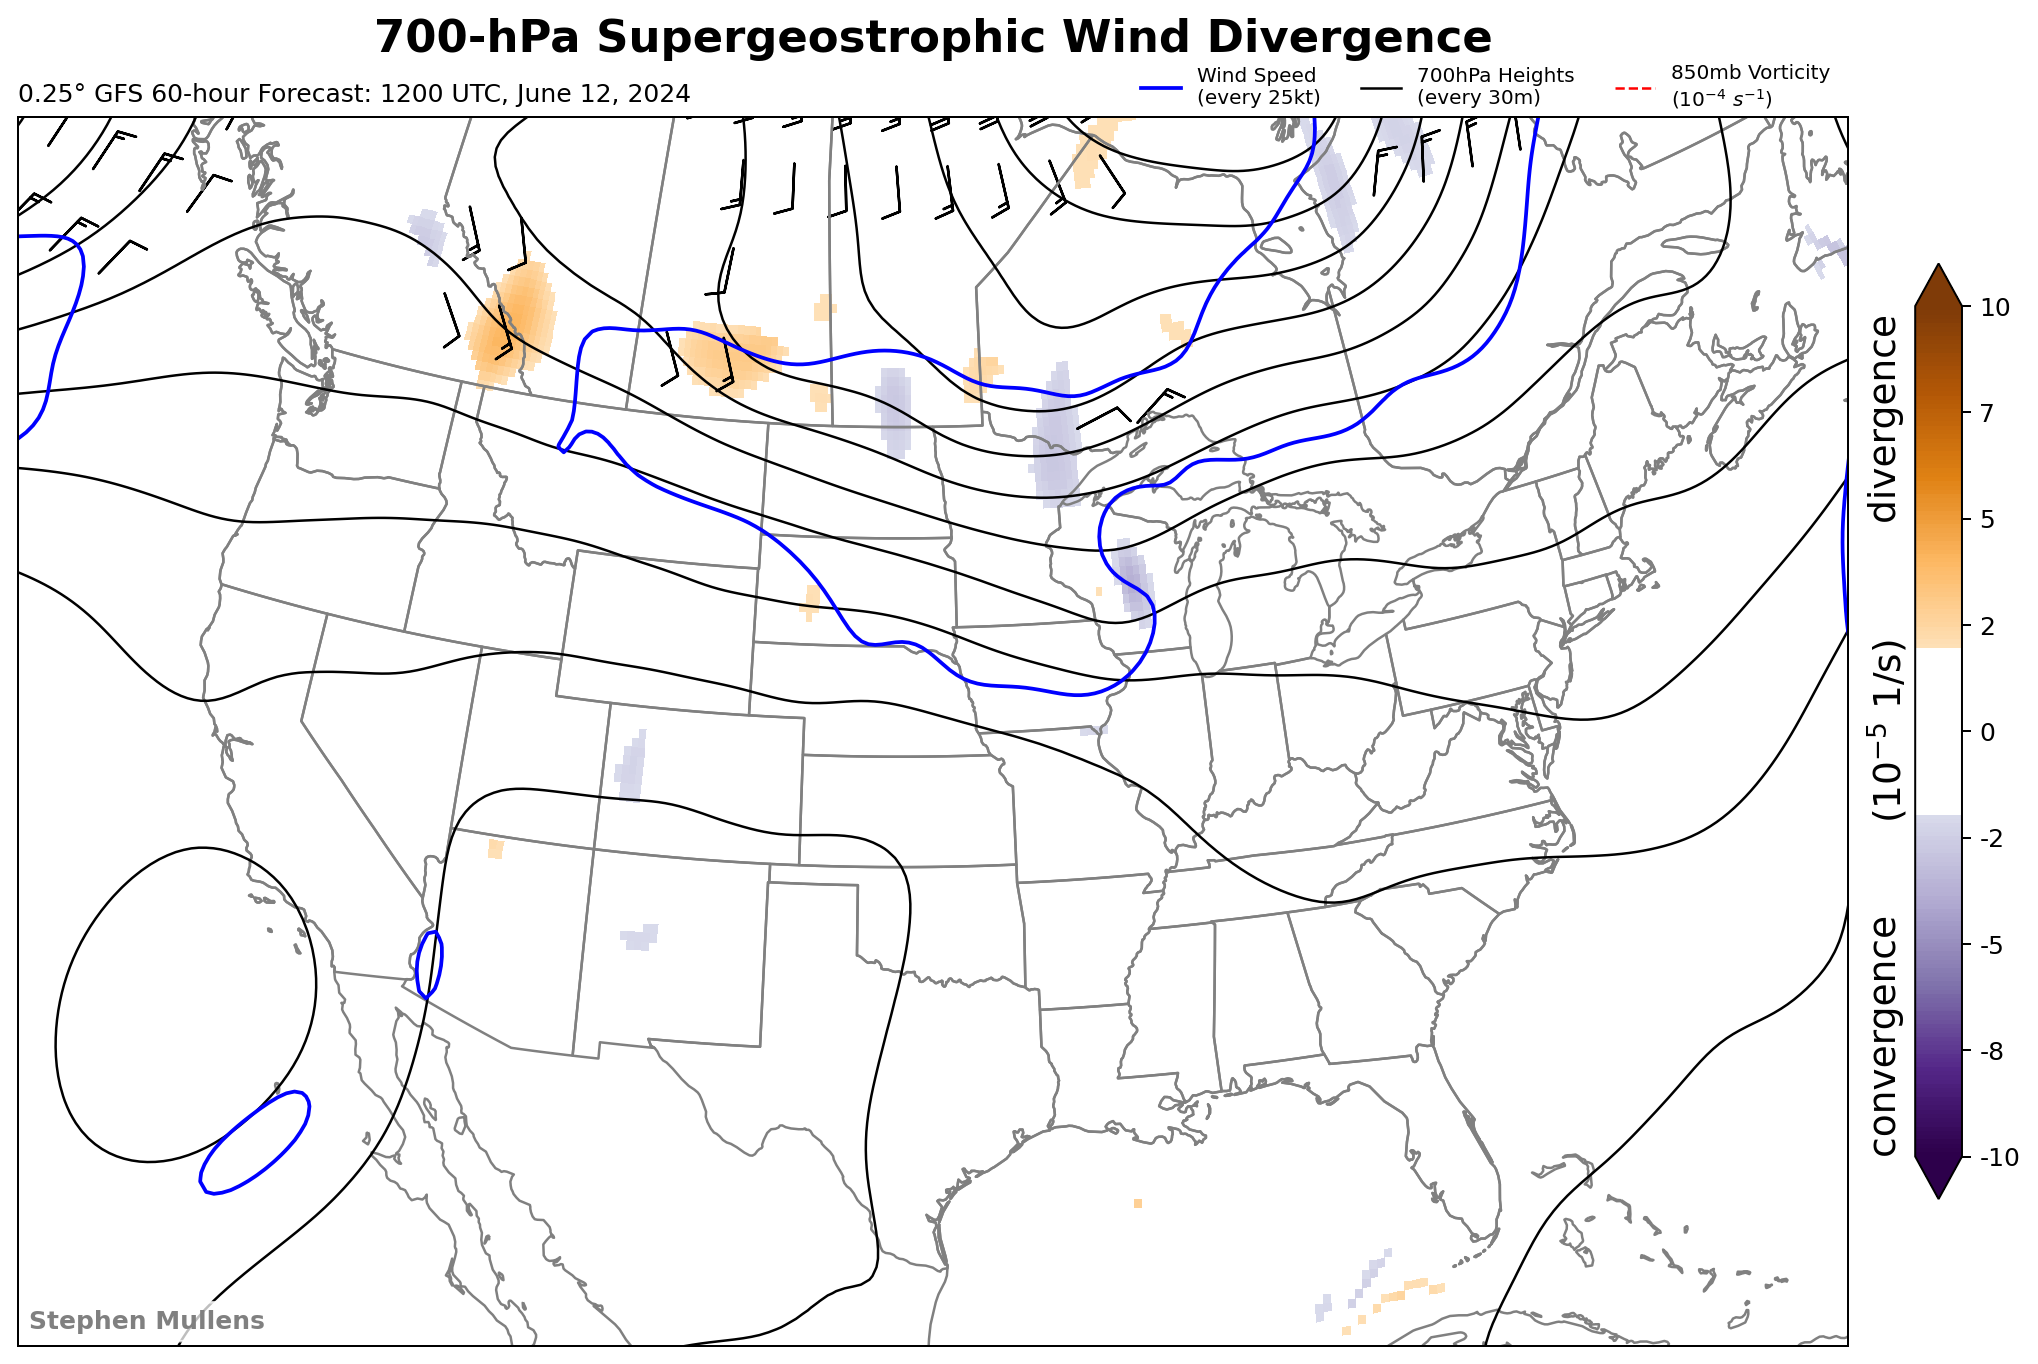 700-hPa Supergeostrophic Wind Divergence
0.25° GFS 60-hour Forecast: 1200 UTC, June 12, 2024
Wind Speed
(every 25kt)
700hPa Heights
(every 30m)
850mb Vorticity
(10⁻⁴ s⁻¹)
10
7
5
2
0
-2
-5
-8
-10
convergence (10⁻⁵ 1/s) divergence
Stephen Mullens